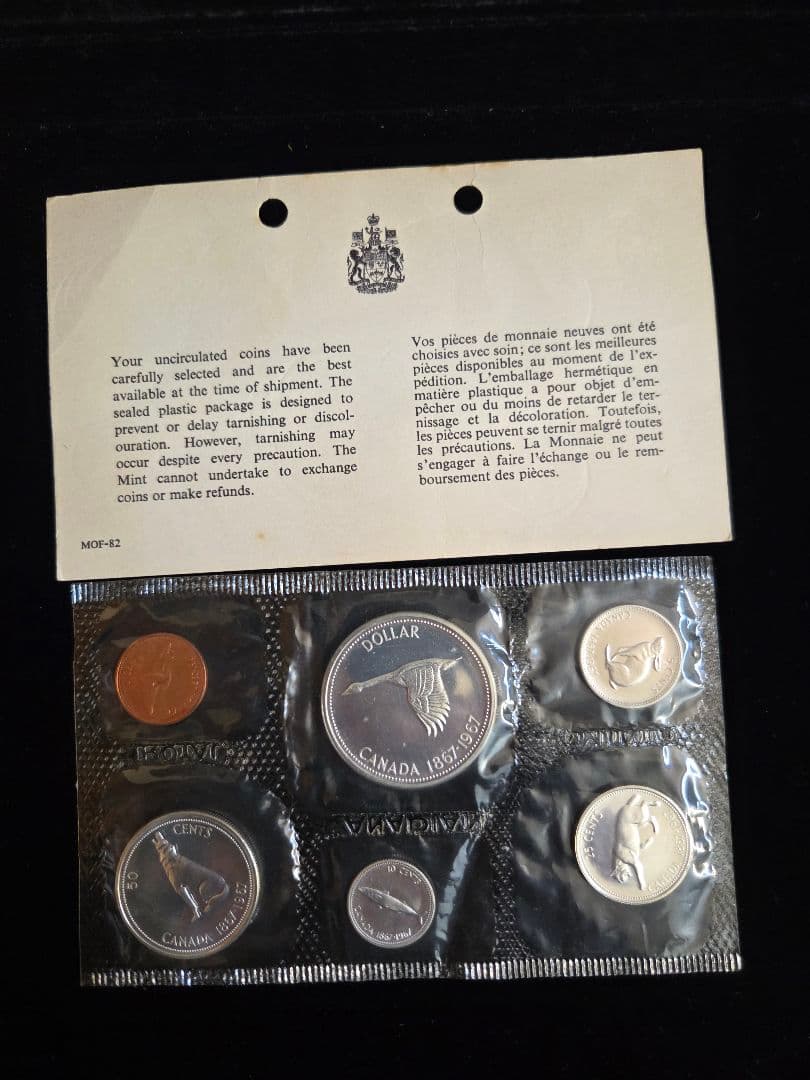 Your uncirculated coins have been
carefully selected and are the best
available at the time of shipment. The
sealed plastic package is designed to
prevent or delay tarnishing or discol-
ouration. However, tarnishing may
occur despite every precaution. The
Mint cannot undertake to exchange
coins or make refunds.
Vos pièces de monnaie neuves ont été
choisies avec soin; ce sont les meilleures
pièces disponibles au moment de l'ex-
pédition. L'emballage hermétique en
matière plastique a pour objet d'em-
pêcher ou du moins de retarder le ter-
nissage et la décoloration. Toutefois,
les pièces peuvent se ternir malgré toutes
les précautions. La Monnaie ne peut
s'engager à faire l'échange ou le rem-
boursement des pièces.
MOF-82
DOLLAR
CANADA 1867-1967
50 CENTS
CANADA 1867-1967
10 CENTS
CANADA 1867-1967
25 CENTS
CANADA